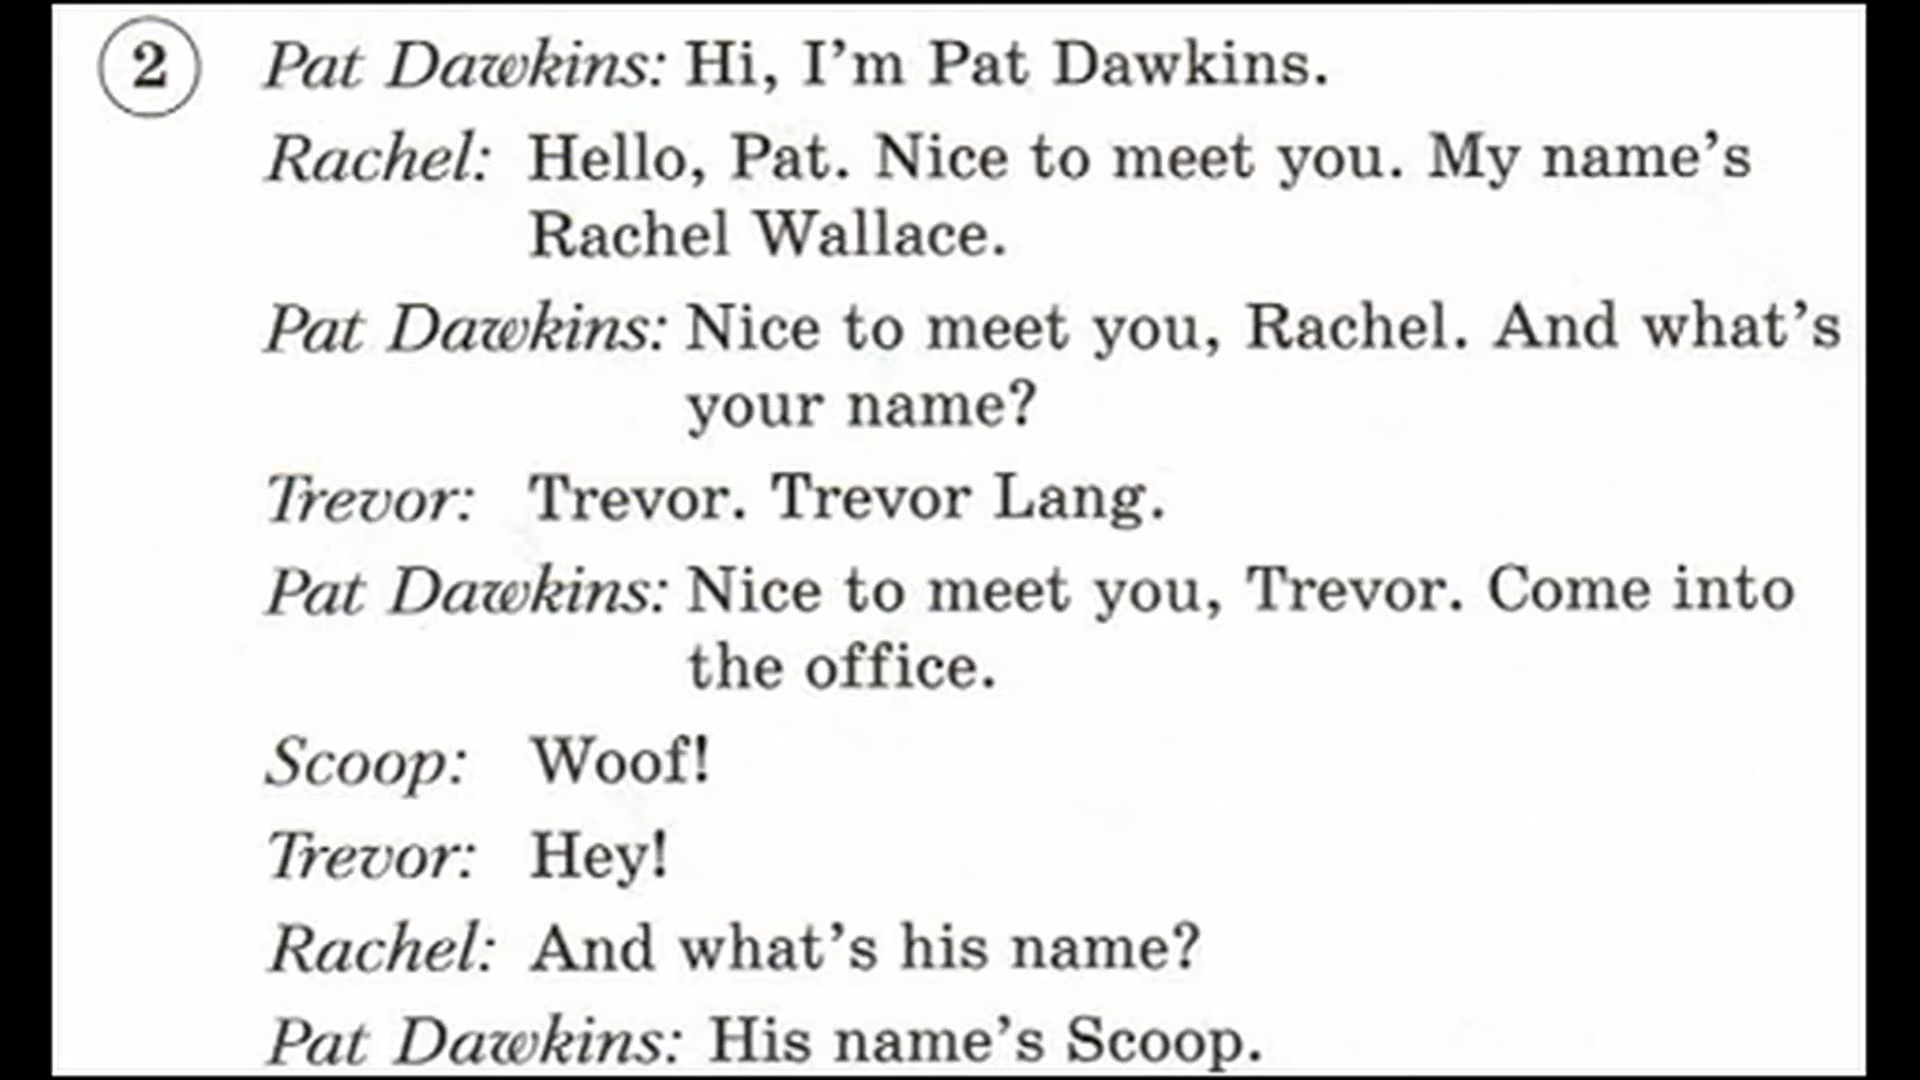 2 Pat Dawkins: Hi, I'm Pat Dawkins.
Rachel: Hello, Pat. Nice to meet you. My name's
Rachel Wallace.
Pat Dawkins: Nice to meet you, Rachel. And what's
your name?
Trevor: Trevor. Trevor Lang.
Pat Dawkins: Nice to meet you, Trevor. Come into
the office.
Scoop: Woof!
Trevor: Hey!
Rachel: And what's his name?
Pat Dawkins: His name's Scoop.